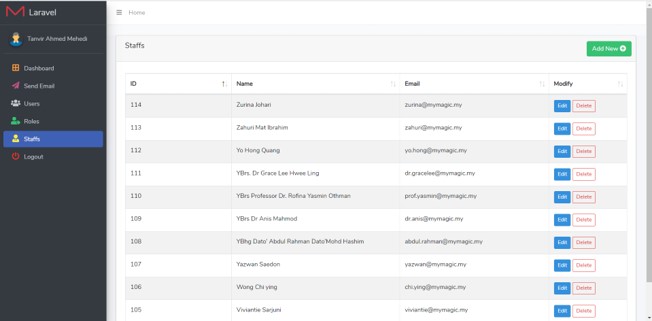 Laravel
Home
Tanvir Ahmed Mehedi
Dashboard
Send Email
Users
Roles
Staffs
Logout
Staffs
Add New
ID Name Email Modify
114 Zurina Johari zurina@mymagic.my Edit Delete
113 Zahuri Mat Ibrahim zahuri@mymagic.my Edit Delete
112 Yo Hong Quang yo.hong@mymagic.my Edit Delete
111 YBrs. Dr Grace Lee Hwee Ling dr.gracelee@mymagic.my Edit Delete
110 YBrs Professor Dr. Rofina Yasmin Othman prof.yasmin@mymagic.my Edit Delete
109 YBrs Dr Anis Mahmod dr.anis@mymagic.my Edit Delete
108 YBhg Dato' Abdul Rahman Dato'Mohd Hashim abdul.rahman@mymagic.my Edit Delete
107 Yazwan Saedon yazwan@mymagic.my Edit Delete
106 Wong Chi ying chi.ying@mymagic.my Edit Delete
105 Viviantie Sarjuni viviantie@mymagic.my Edit Delete